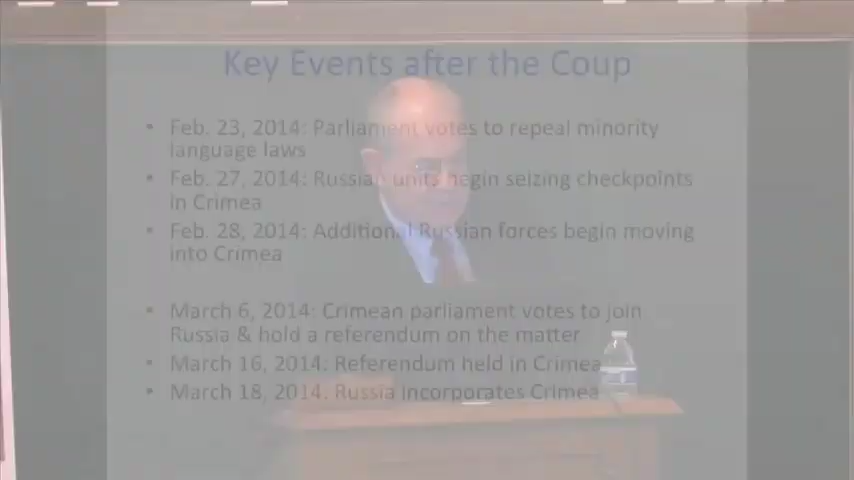 Key Events after the Coup
• Feb. 23, 2014: Parliament votes to repeal minority
language laws
• Feb. 27, 2014: Russian units begin seizing checkpoints
in Crimea
• Feb. 28, 2014: Additional Russian forces begin moving
into Crimea
• March 6, 2014: Crimean parliament votes to join
Russia & hold a referendum on the matter
• March 16, 2014: Referendum held in Crimea
• March 18, 2014: Russia incorporates Crimea